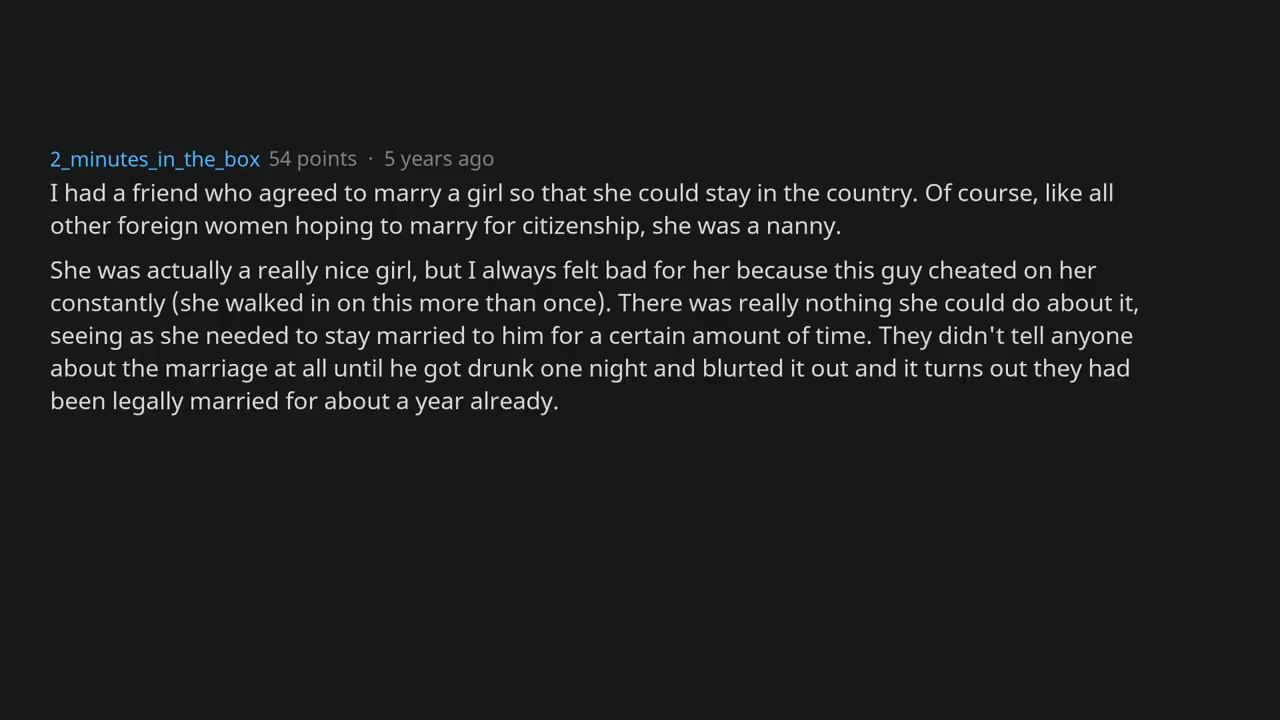 2_minutes_in_the_box 54 points · 5 years ago
I had a friend who agreed to marry a girl so that she could stay in the country. Of course, like all
other foreign women hoping to marry for citizenship, she was a nanny.
She was actually a really nice girl, but I always felt bad for her because this guy cheated on her
constantly (she walked in on this more than once). There was really nothing she could do about it,
seeing as she needed to stay married to him for a certain amount of time. They didn't tell anyone
about the marriage at all until he got drunk one night and blurted it out and it turns out they had
been legally married for about a year already.